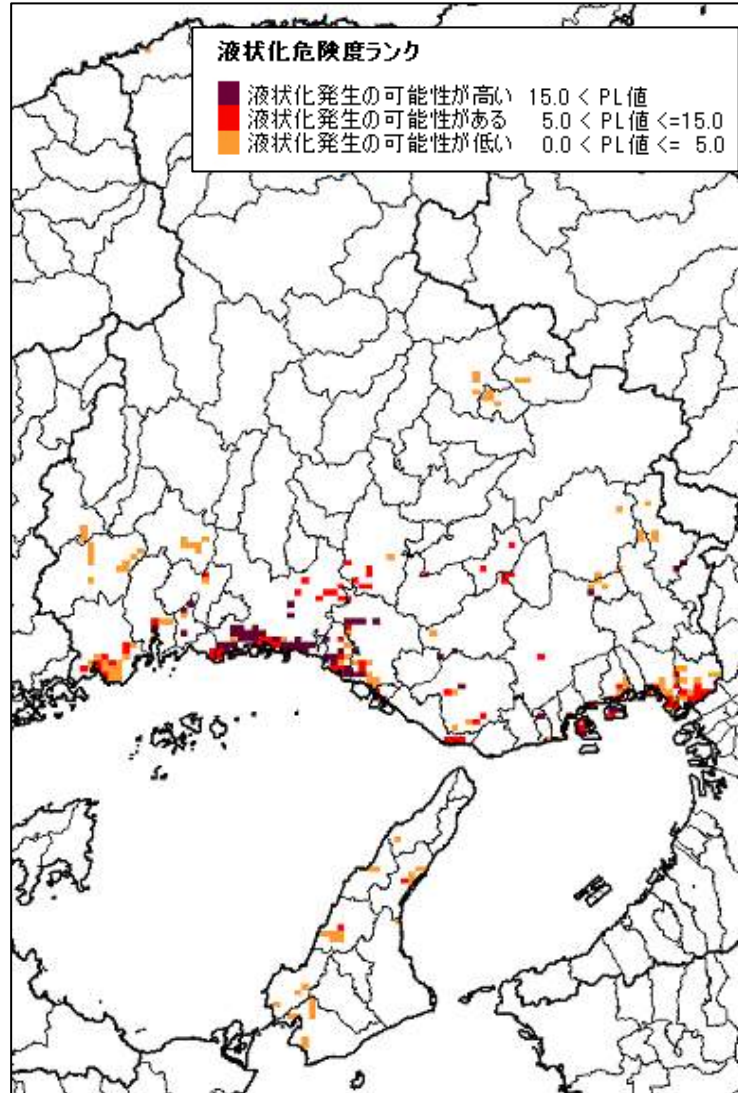 液状化危険度ランク
液状化発生の可能性が高い 15.0 < PL値
液状化発生の可能性がある 5.0 < PL値 <=15.0
液状化発生の可能性が低い 0.0 < PL値 <= 5.0